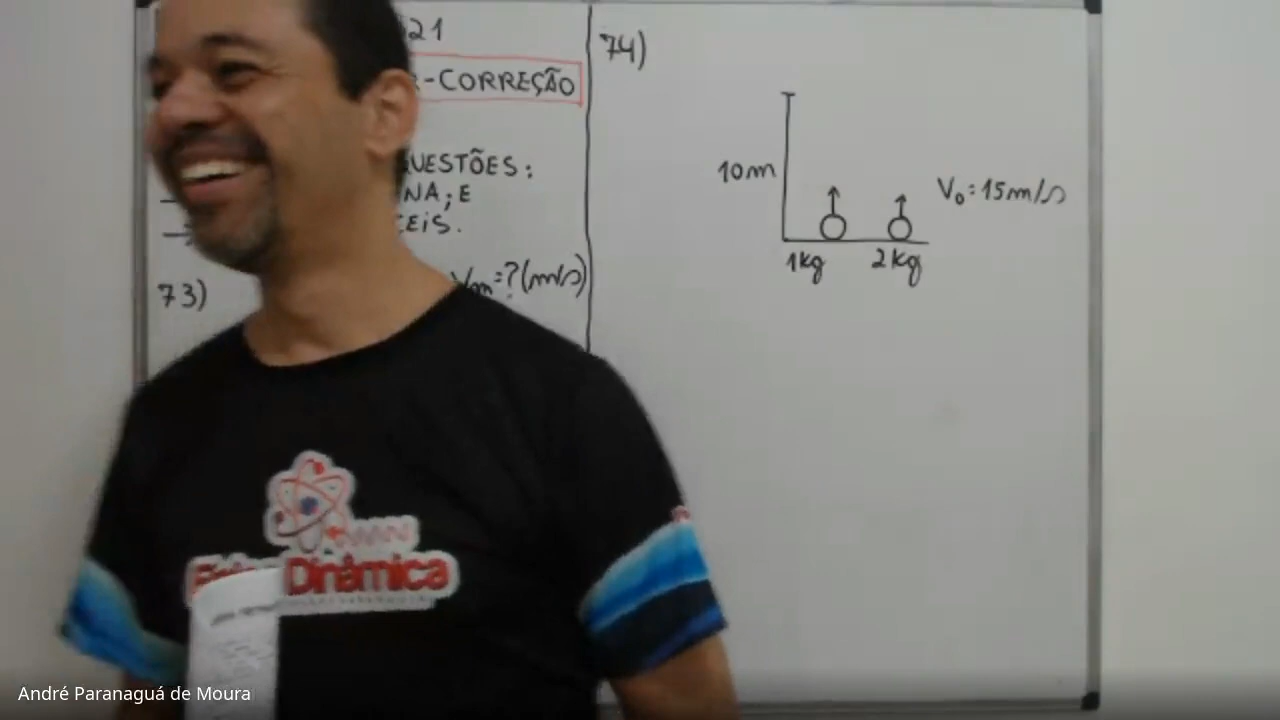 21
-CORREÇÃO
UESTÕES:
NA; E
EIS.
73)
Vm=?(m/s)
74)
10m
V₀=15m/s
1kg
2kg
Dinâmica
André Paranaguá de Moura